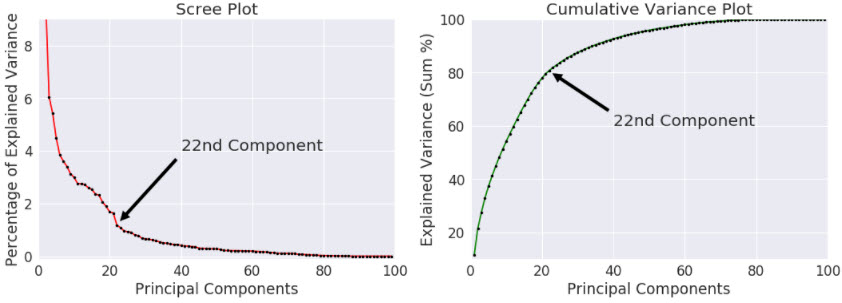 Scree Plot
Percentage of Explained Variance
8
6
4
2
0
22nd Component
0 20 40 60 80 100
Principal Components
Cumulative Variance Plot
Explained Variance (Sum %)
100
80
60
40
20
22nd Component
0 20 40 60 80 100
Principal Components